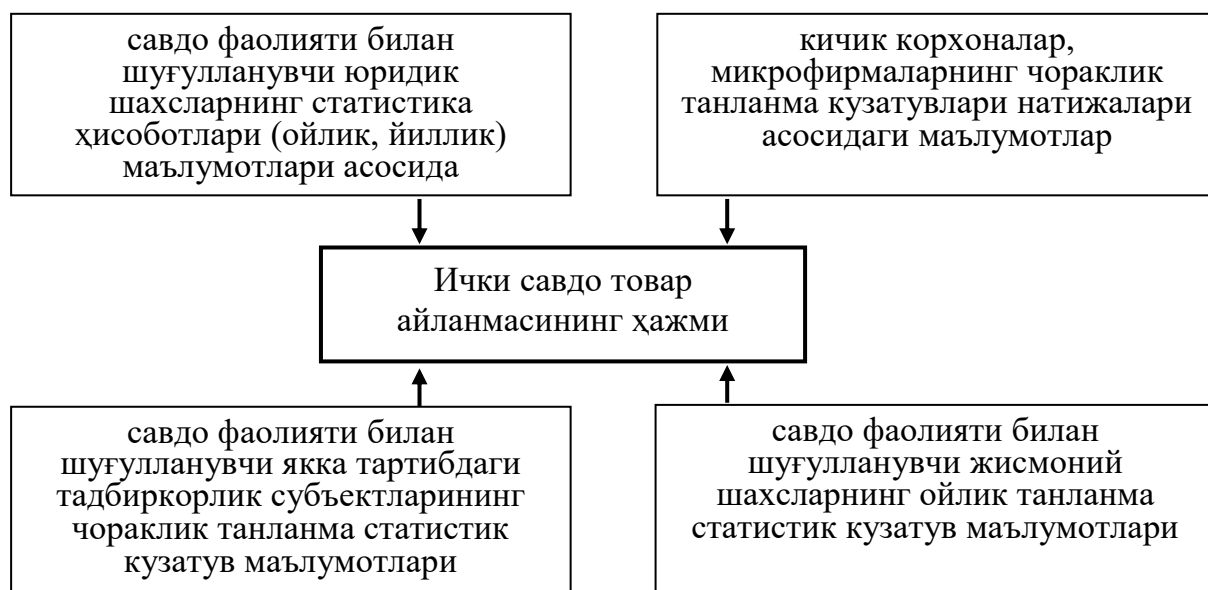 савдо фаолияти билан
шуғулланувчи юридик
шахсларнинг статистика
ҳисоботлари (ойлик, йиллик)
маълумотлари асосида
кичик корхоналар,
микрофирмаларнинг чораклик
танланма кузатувлари натижалари
асосидаги маълумотлар
Ички савдо товар
айланмасининг ҳажми
савдо фаолияти билан
шуғулланувчи якка тартибдаги
тадбиркорлик субъектларининг
чораклик танланма статистик
кузатув маълумотлари
савдо фаолияти билан
шуғулланувчи жисмоний
шахсларнинг ойлик танланма
статистик кузатув маълумотлари